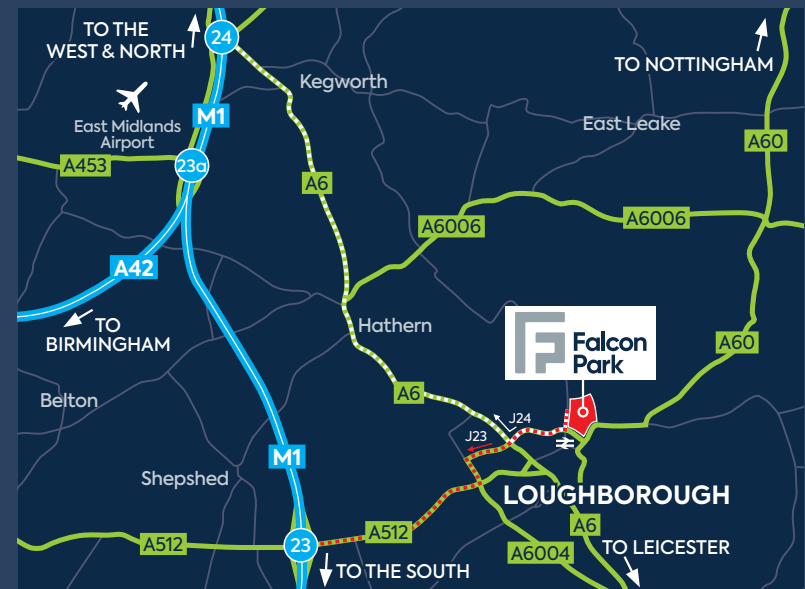 TO THE
WEST & NORTH
24
Kegworth
TO NOTTINGHAM
East Midlands
Airport
M1
East Leake
A60
A453
23a
A6
A6006
A6006
A42
TO
BIRMINGHAM
Hathern
Falcon
Park
A60
Belton
A6
J24
J23
M1
Shepshed
LOUGHBOROUGH
A512
23
A512
A6
A6004
TO LEICESTER
TO THE SOUTH